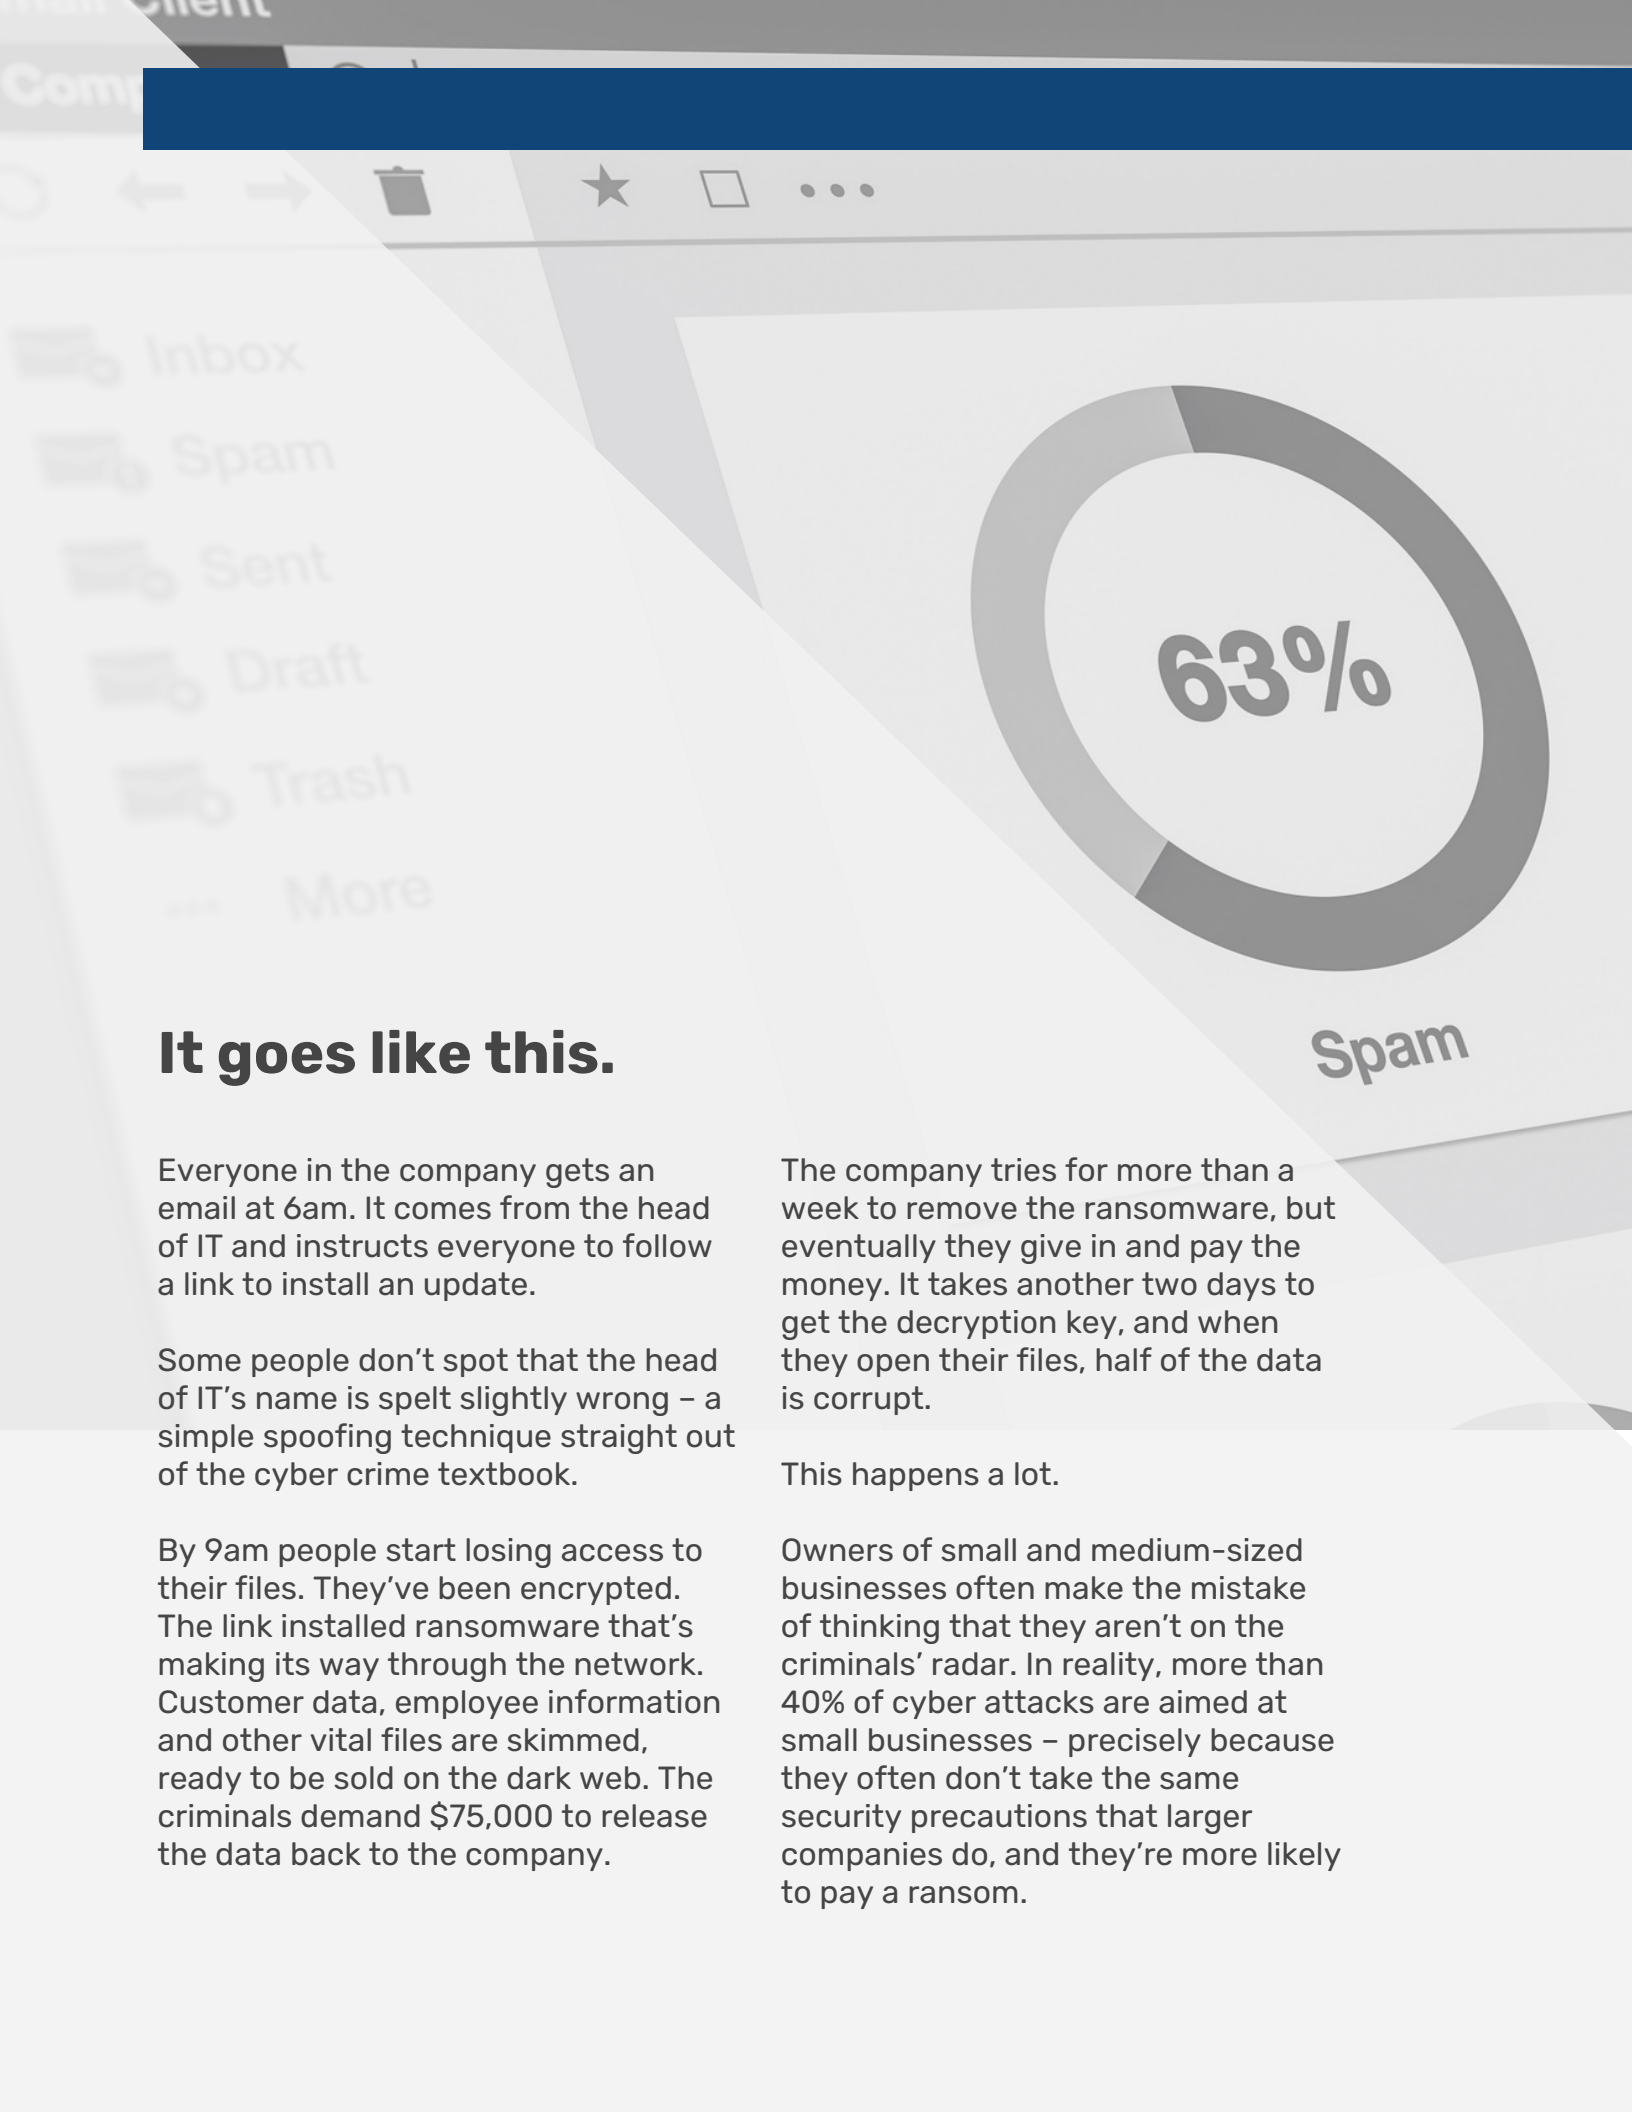 Client
Comp
Inbox
Spam
Sent
Draft
Trash
... More
63%
Spam
It goes like this.
Everyone in the company gets an
email at 6am. It comes from the head
of IT and instructs everyone to follow
a link to install an update.
Some people don’t spot that the head
of IT’s name is spelt slightly wrong – a
simple spoofing technique straight out
of the cyber crime textbook.
By 9am people start losing access to
their files. They’ve been encrypted.
The link installed ransomware that’s
making its way through the network.
Customer data, employee information
and other vital files are skimmed,
ready to be sold on the dark web. The
criminals demand $75,000 to release
the data back to the company.
The company tries for more than a
week to remove the ransomware, but
eventually they give in and pay the
money. It takes another two days to
get the decryption key, and when
they open their files, half of the data
is corrupt.
This happens a lot.
Owners of small and medium-sized
businesses often make the mistake
of thinking that they aren’t on the
criminals’ radar. In reality, more than
40% of cyber attacks are aimed at
small businesses – precisely because
they often don’t take the same
security precautions that larger
companies do, and they’re more likely
to pay a ransom.